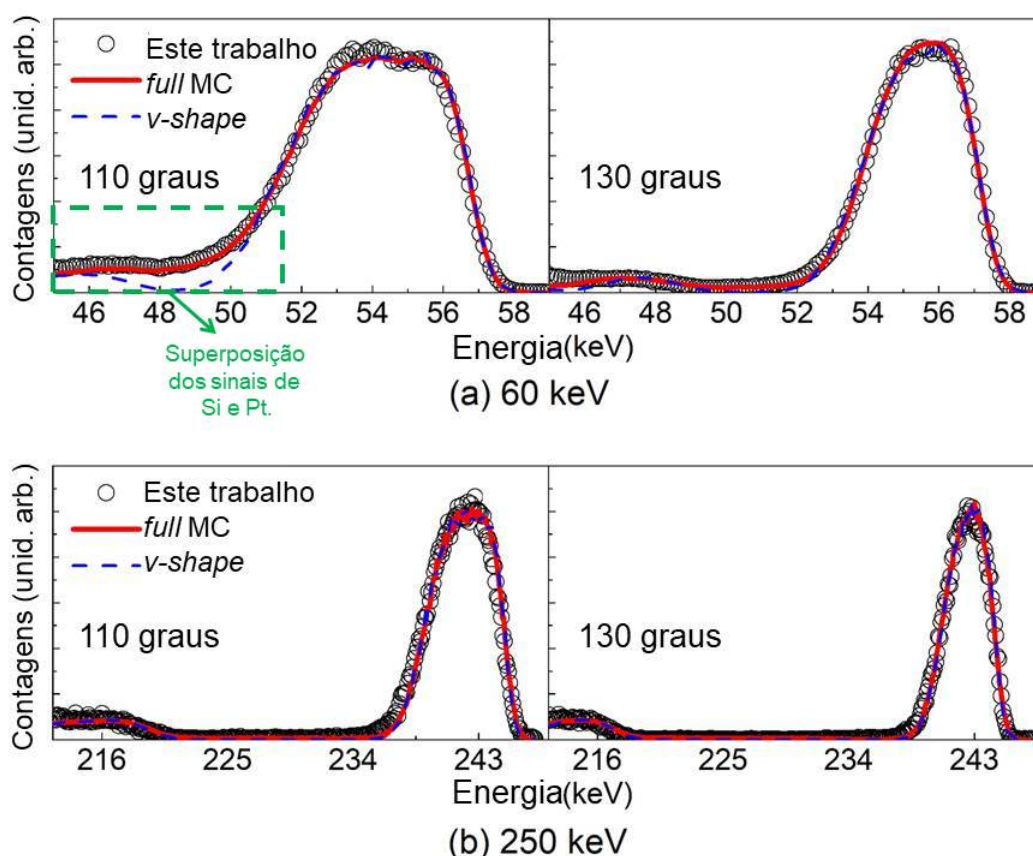 Este trabalho
full MC
v-shape
110 graus
130 graus
Contagens (unid. arb.)
46 48 50 52 54 56 58 46 48 50 52 54 56 58
Energia(keV)
Superposição
dos sinais de
Si e Pt.
(a) 60 keV
Este trabalho
full MC
v-shape
110 graus
130 graus
Contagens (unid. arb.)
216 225 234 243 216 225 234 243
Energia(keV)
(b) 250 keV